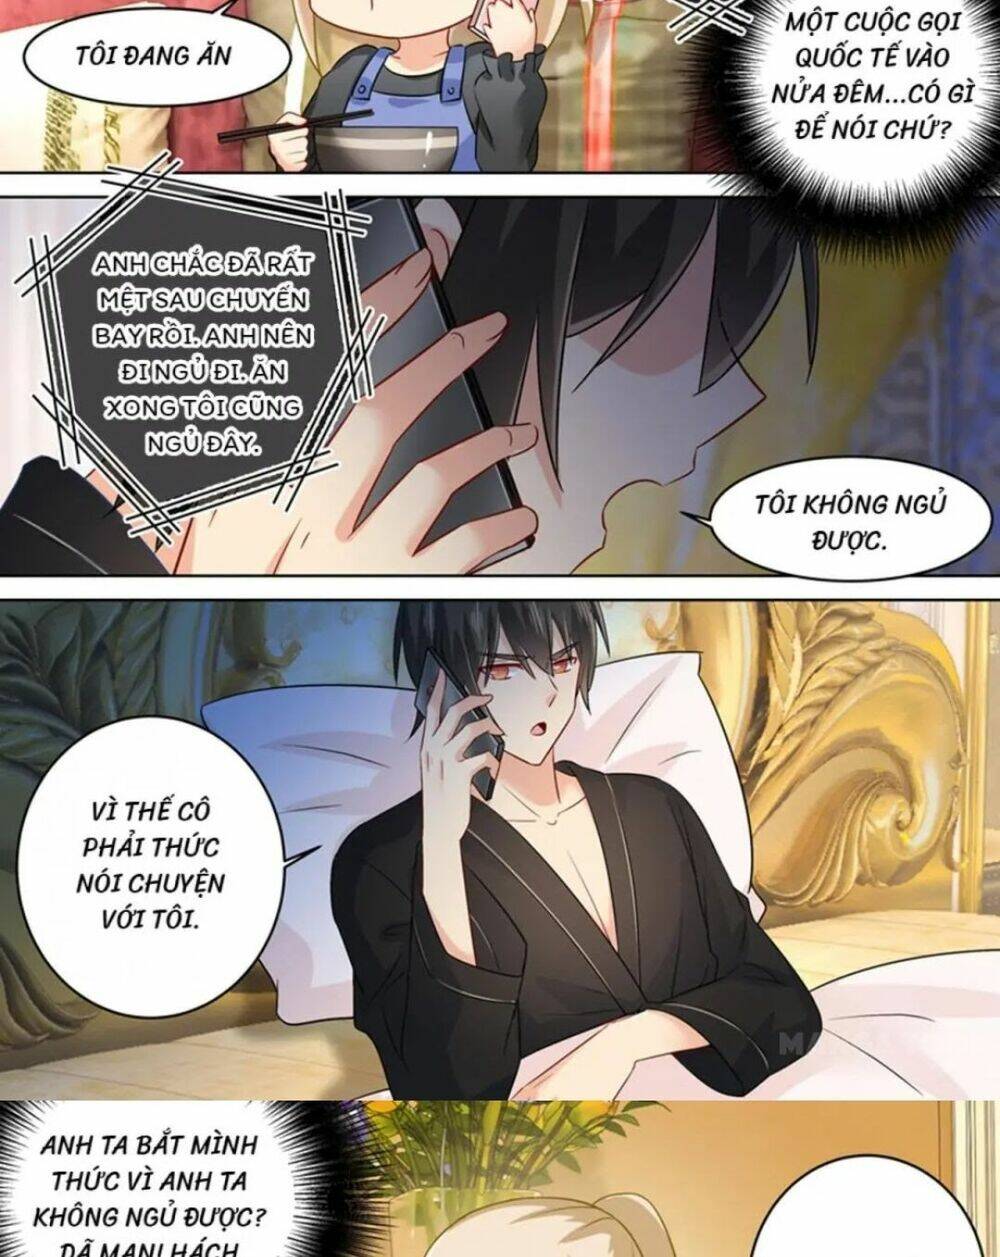 TÔI ĐANG ĂN
MỘT CUỘC GỌI
QUỐC TẾ VÀO
NỬA ĐÊM...CÓ GÌ
ĐỂ NÓI CHỨ?
ANH CHẮC ĐÃ RẤT
MỆT SAU CHUYẾN
BAY RỒI. ANH NÊN
ĐI NGỦ ĐI. ĂN
XONG TÔI CŨNG
NGỦ ĐÂY.
TÔI KHÔNG NGỦ
ĐƯỢC.
VÌ THẾ CÔ
PHẢI THỨC
NÓI CHUYỆN
VỚI TÔI.
ANH TA BẮT MÌNH
THỨC VÌ ANH TA
KHÔNG NGỦ ĐƯỢC?